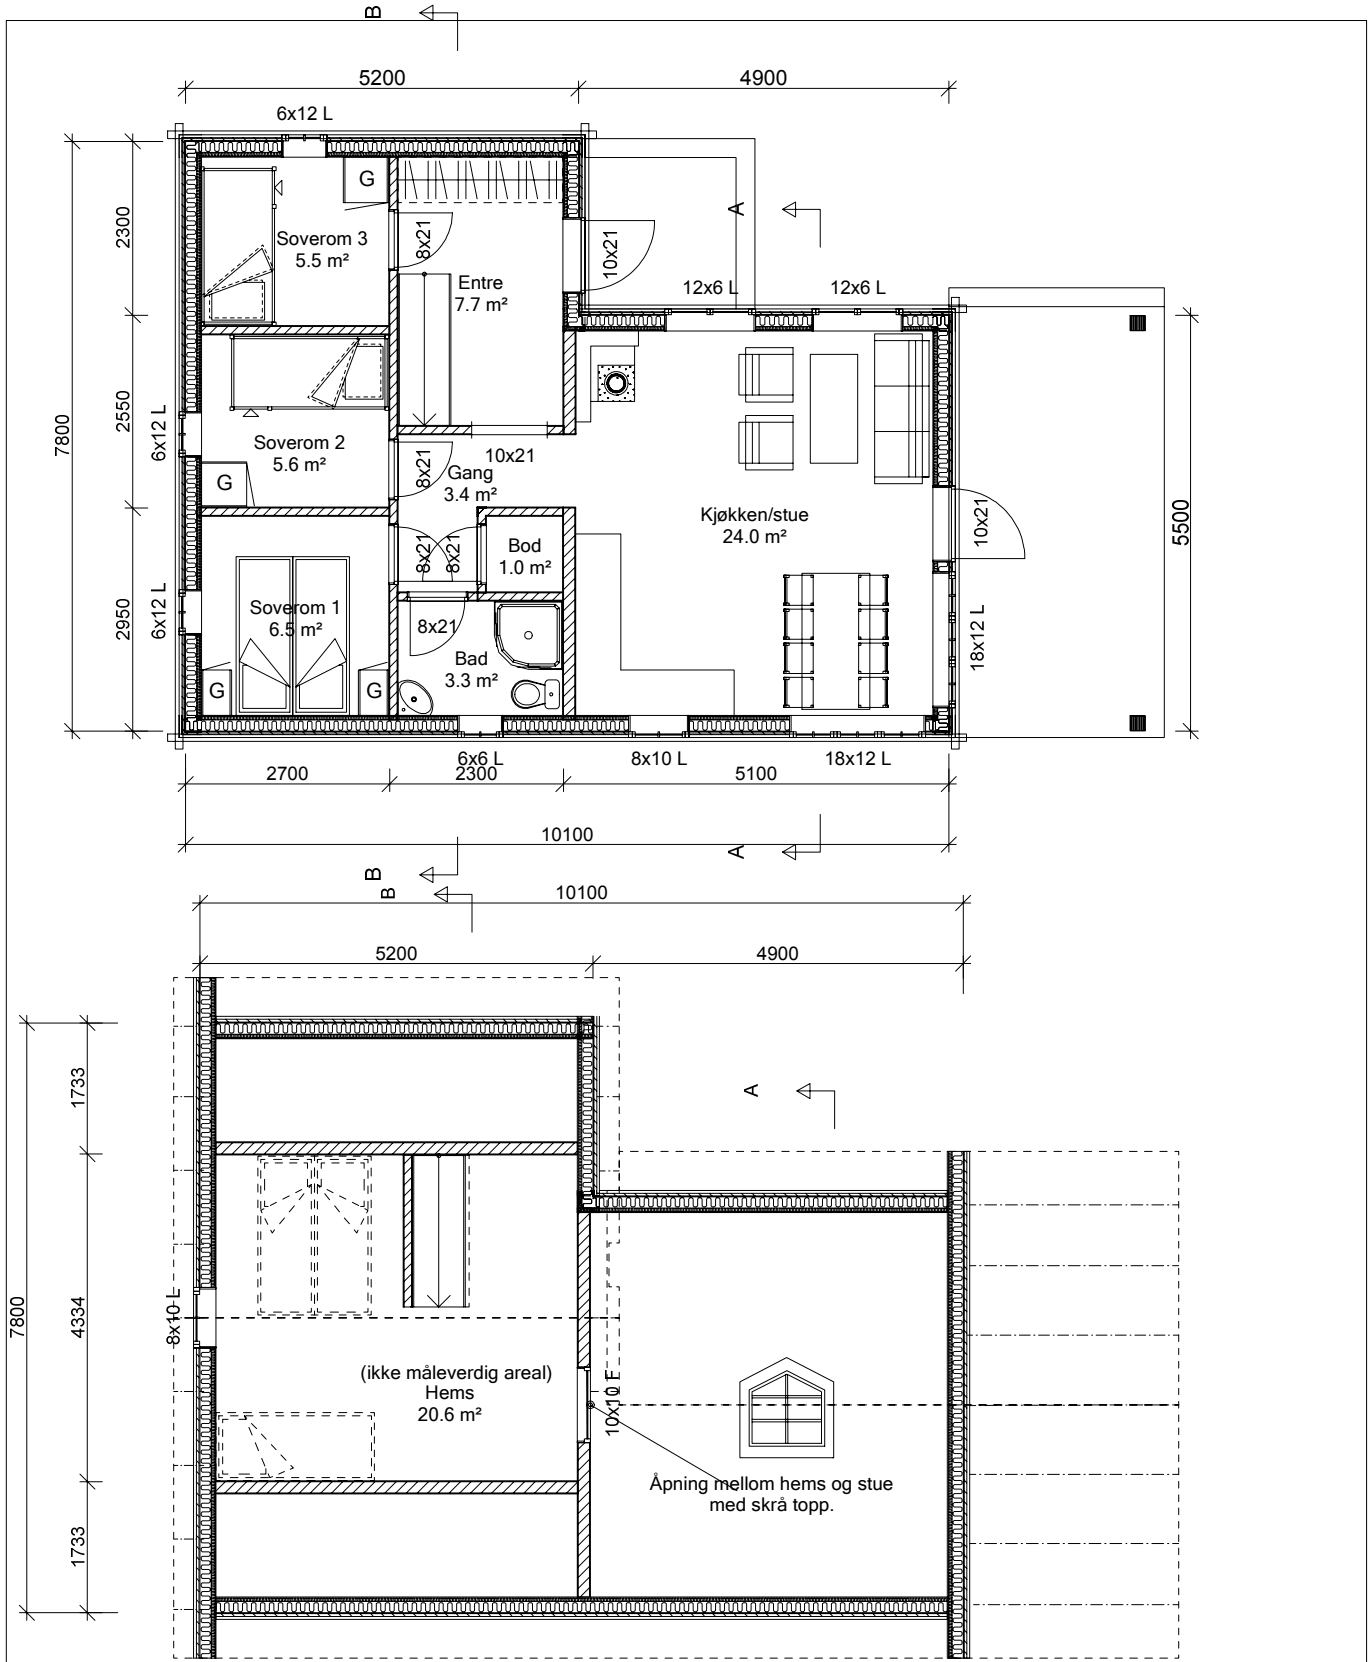 B
5200
4900
6x12 L
G
8x21
Soverom 3
5.5 m²
Entre
7.7 m²
10x21
A
12x6 L
12x6 L
2300
7800
2550
6x12 L
Soverom 2
5.6 m²
G
8x21
10x21
Gang
3.4 m²
Kjøkken/stue
24.0 m²
10x21
5500
8x21
8x21
Bod
1.0 m²
2950
6x12 L
Soverom 1
6.5 m²
8x21
18x12 L
Bad
3.3 m²
G
G
6x6 L
8x10 L
18x12 L
2700
2300
5100
10100
A
B
B
10100
5200
4900
1733
A
7800
4334
8x10 L
(ikke måleverdig areal)
Hems
20.6 m²
10x10 F
Åpning mellom hems og stue
med skrå topp.
1733